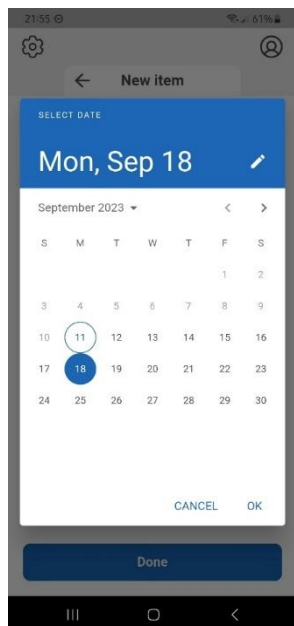 21:55 61%
New item
SELECT DATE
Mon, Sep 18
September 2023
S M T W T F S
1 2
3 4 5 6 7 8 9
10 11 12 13 14 15 16
17 18 19 20 21 22 23
24 25 26 27 28 29 30
CANCEL OK
Done